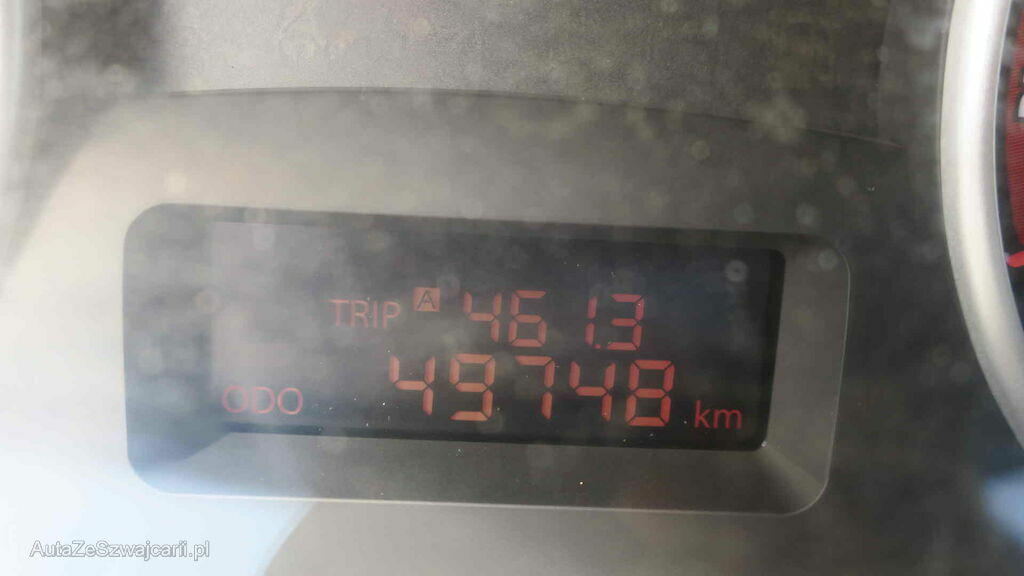 TRIP A 461.3
ODO 49748 km
AutaZeSzwajcarii.pl